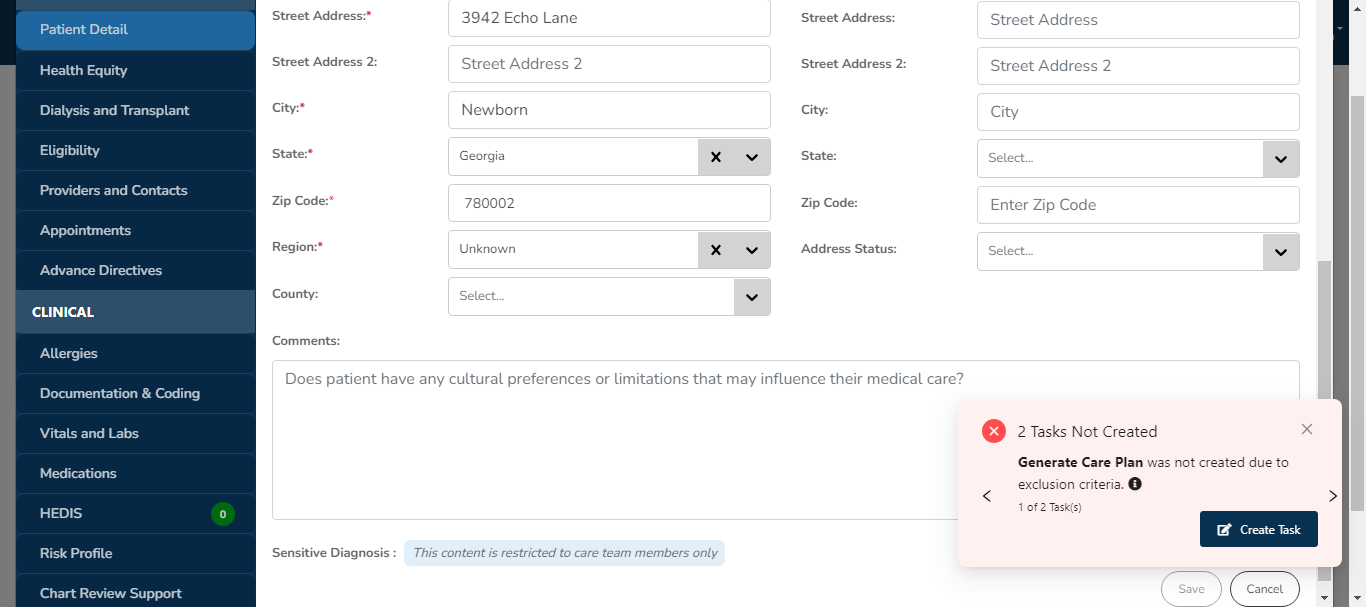 Patient Detail
Health Equity
Dialysis and Transplant
Eligibility
Providers and Contacts
Appointments
Advance Directives
CLINICAL
Allergies
Documentation & Coding
Vitals and Labs
Medications
HEDIS 0
Risk Profile
Chart Review Support
Street Address:* 3942 Echo Lane
Street Address 2: Street Address 2
City:* Newborn
State:* Georgia
Zip Code:* 780002
Region:* Unknown
County: Select...
Street Address: Street Address
Street Address 2: Street Address 2
City: City
State: Select...
Zip Code: Enter Zip Code
Address Status: Select...
Comments:
Does patient have any cultural preferences or limitations that may influence their medical care?
Sensitive Diagnosis : This content is restricted to care team members only
2 Tasks Not Created
Generate Care Plan was not created due to
exclusion criteria.
1 of 2 Task(s)
Create Task
Save Cancel